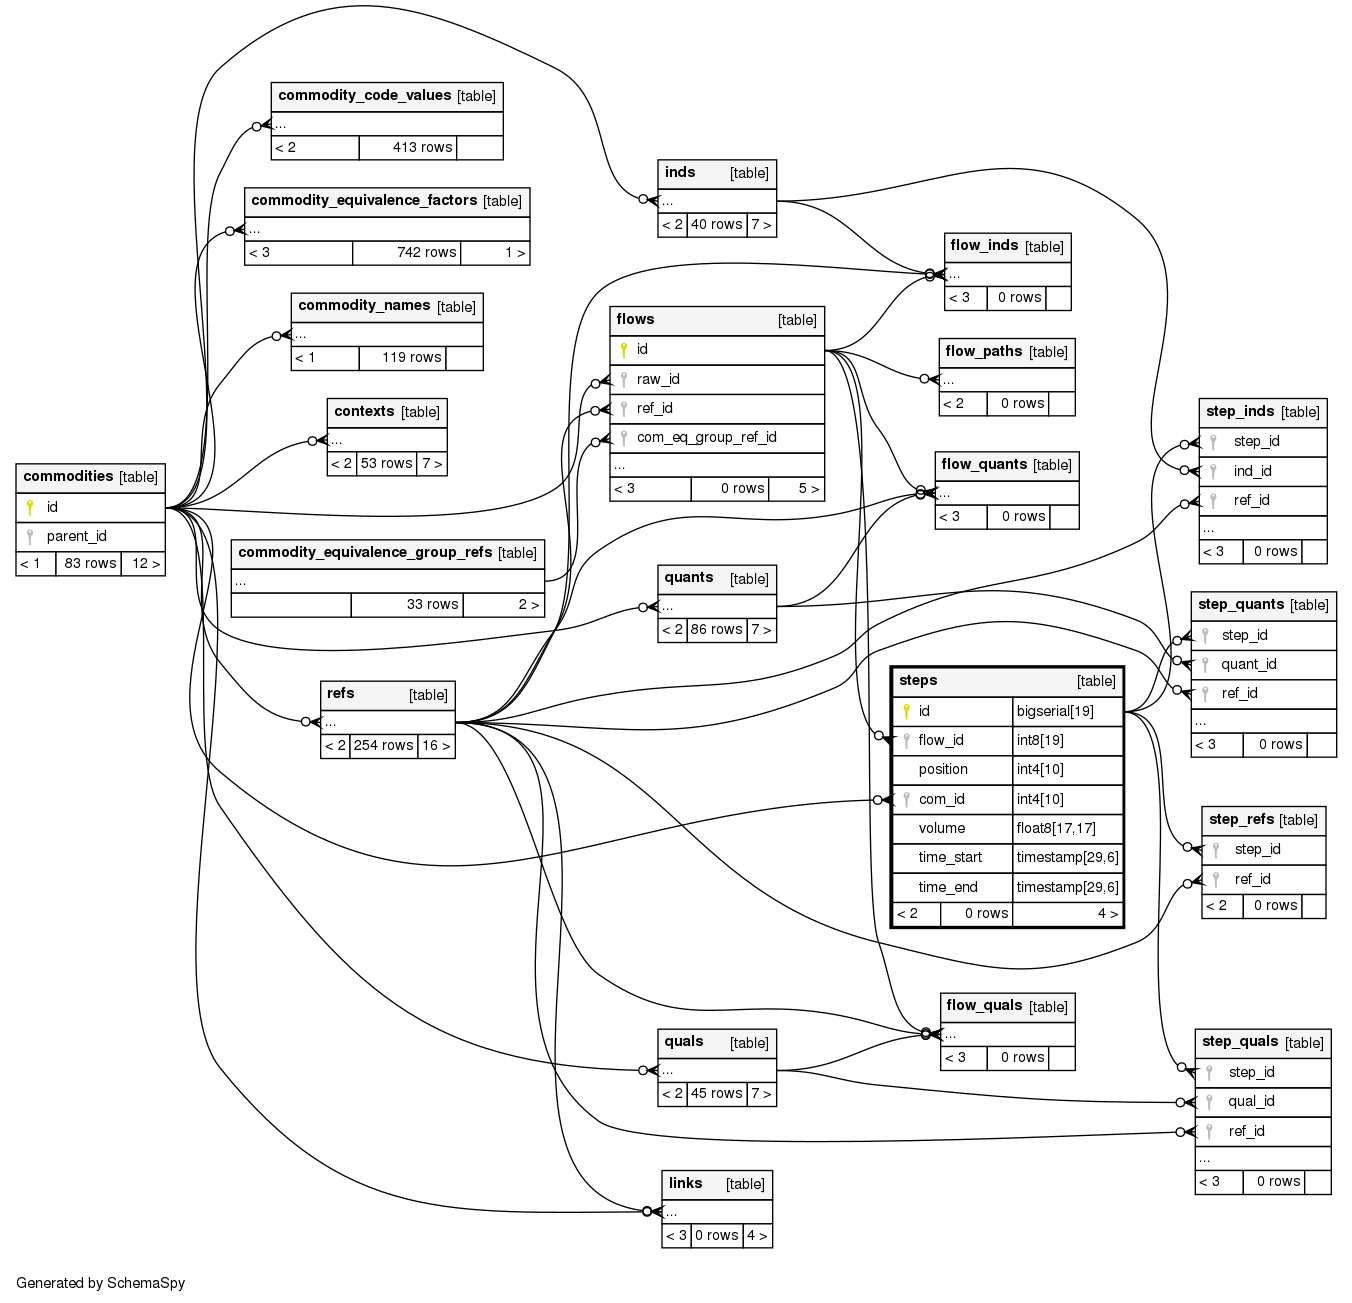 commodity_code_values [table]
...
< 2 413 rows
commodity_equivalence_factors [table]
...
< 3 742 rows 1 >
commodity_names [table]
...
< 1 119 rows
contexts [table]
...
< 2 53 rows 7 >
commodities [table]
id
parent_id
< 1 83 rows 12 >
commodity_equivalence_group_refs [table]
...
33 rows 2 >
refs [table]
...
< 2 254 rows 16 >
inds [table]
...
< 2 40 rows 7 >
flows [table]
id
raw_id
ref_id
com_eq_group_ref_id
...
< 3 0 rows 5 >
quants [table]
...
< 2 86 rows 7 >
quals [table]
...
< 2 45 rows 7 >
links [table]
...
< 3 0 rows 4 >
flow_inds [table]
...
< 3 0 rows
flow_paths [table]
...
< 2 0 rows
flow_quants [table]
...
< 3 0 rows
steps [table]
id bigserial[19]
flow_id int8[19]
position int4[10]
com_id int4[10]
volume float8[17,17]
time_start timestamp[29,6]
time_end timestamp[29,6]
< 2 0 rows 4 >
flow_quals [table]
...
< 3 0 rows
step_inds [table]
step_id
ind_id
ref_id
...
< 3 0 rows
step_quants [table]
step_id
quant_id
ref_id
...
< 3 0 rows
step_refs [table]
step_id
ref_id
< 2 0 rows
step_quals [table]
step_id
qual_id
ref_id
...
< 3 0 rows
Generated by SchemaSpy